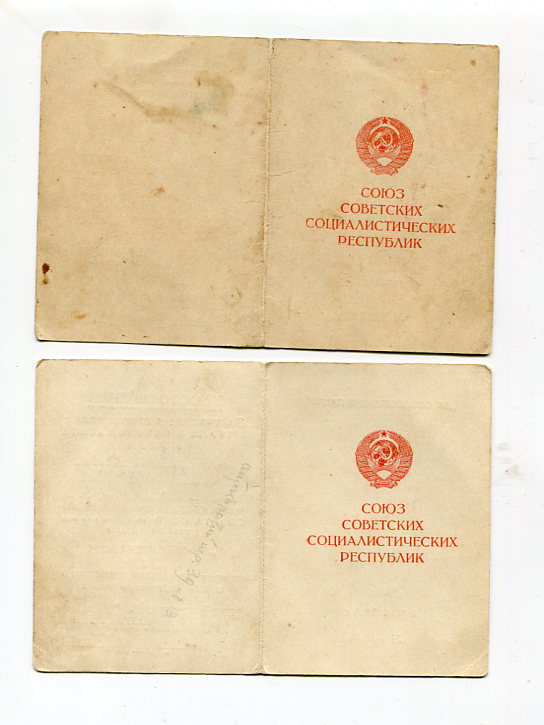 СОЮЗ
СОВЕТСКИХ
СОЦИАЛИСТИЧЕСКИХ
РЕСПУБЛИК
СОЮЗ
СОВЕТСКИХ
СОЦИАЛИСТИЧЕСКИХ
РЕСПУБЛИК